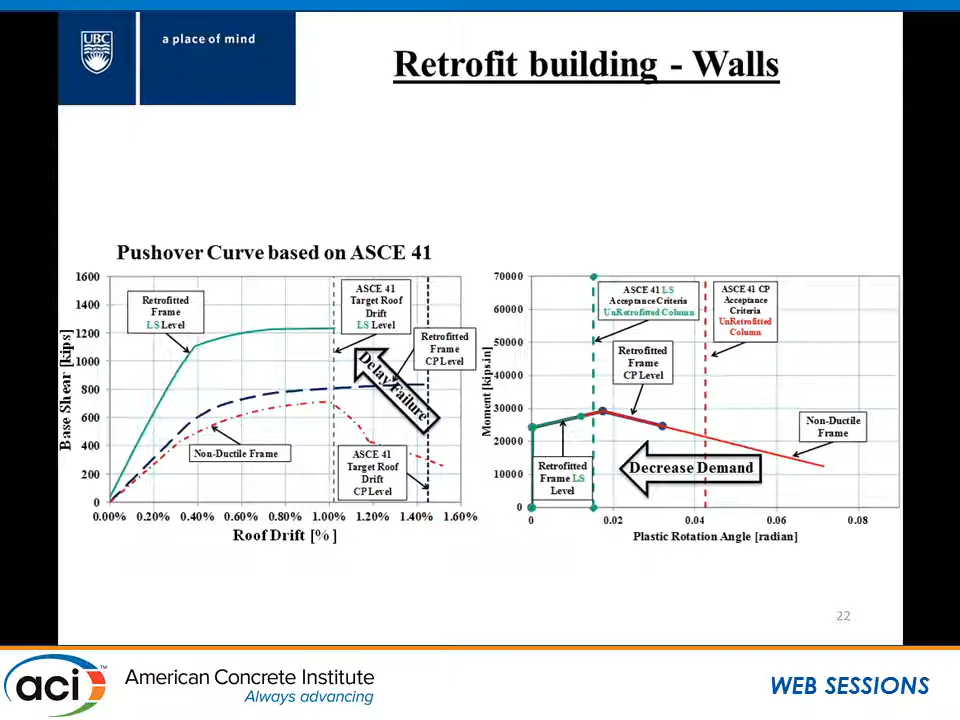 UBC
a place of mind
Retrofit building - Walls
Pushover Curve based on ASCE 41
Base Shear [kips]
1600
1400
1200
1000
800
600
400
200
0
0.00% 0.20% 0.40% 0.60% 0.80% 1.00% 1.20% 1.40% 1.60%
Roof Drift [%]
Retrofitted
Frame
LS Level
ASCE 41
Target Roof
Drift
LS Level
Retrofitted
Frame
CP Level
Delay Failure
Non-Ductile Frame
ASCE 41
Target Roof
Drift
CP Level
Moment [kips.in]
70000
60000
50000
40000
30000
20000
10000
0
0 0.02 0.04 0.06 0.08
Plastic Rotation Angle [radian]
ASCE 41 LS
Acceptance Criteria
UnRetrofitted Column
ASCE 41 CP
Acceptance
Criteria
UnRetrofitted
Column
Retrofitted
Frame
CP Level
Non-Ductile
Frame
Retrofitted
Frame LS
Level
Decrease Demand
22
aci
TM
American Concrete Institute
Always advancing
WEB SESSIONS